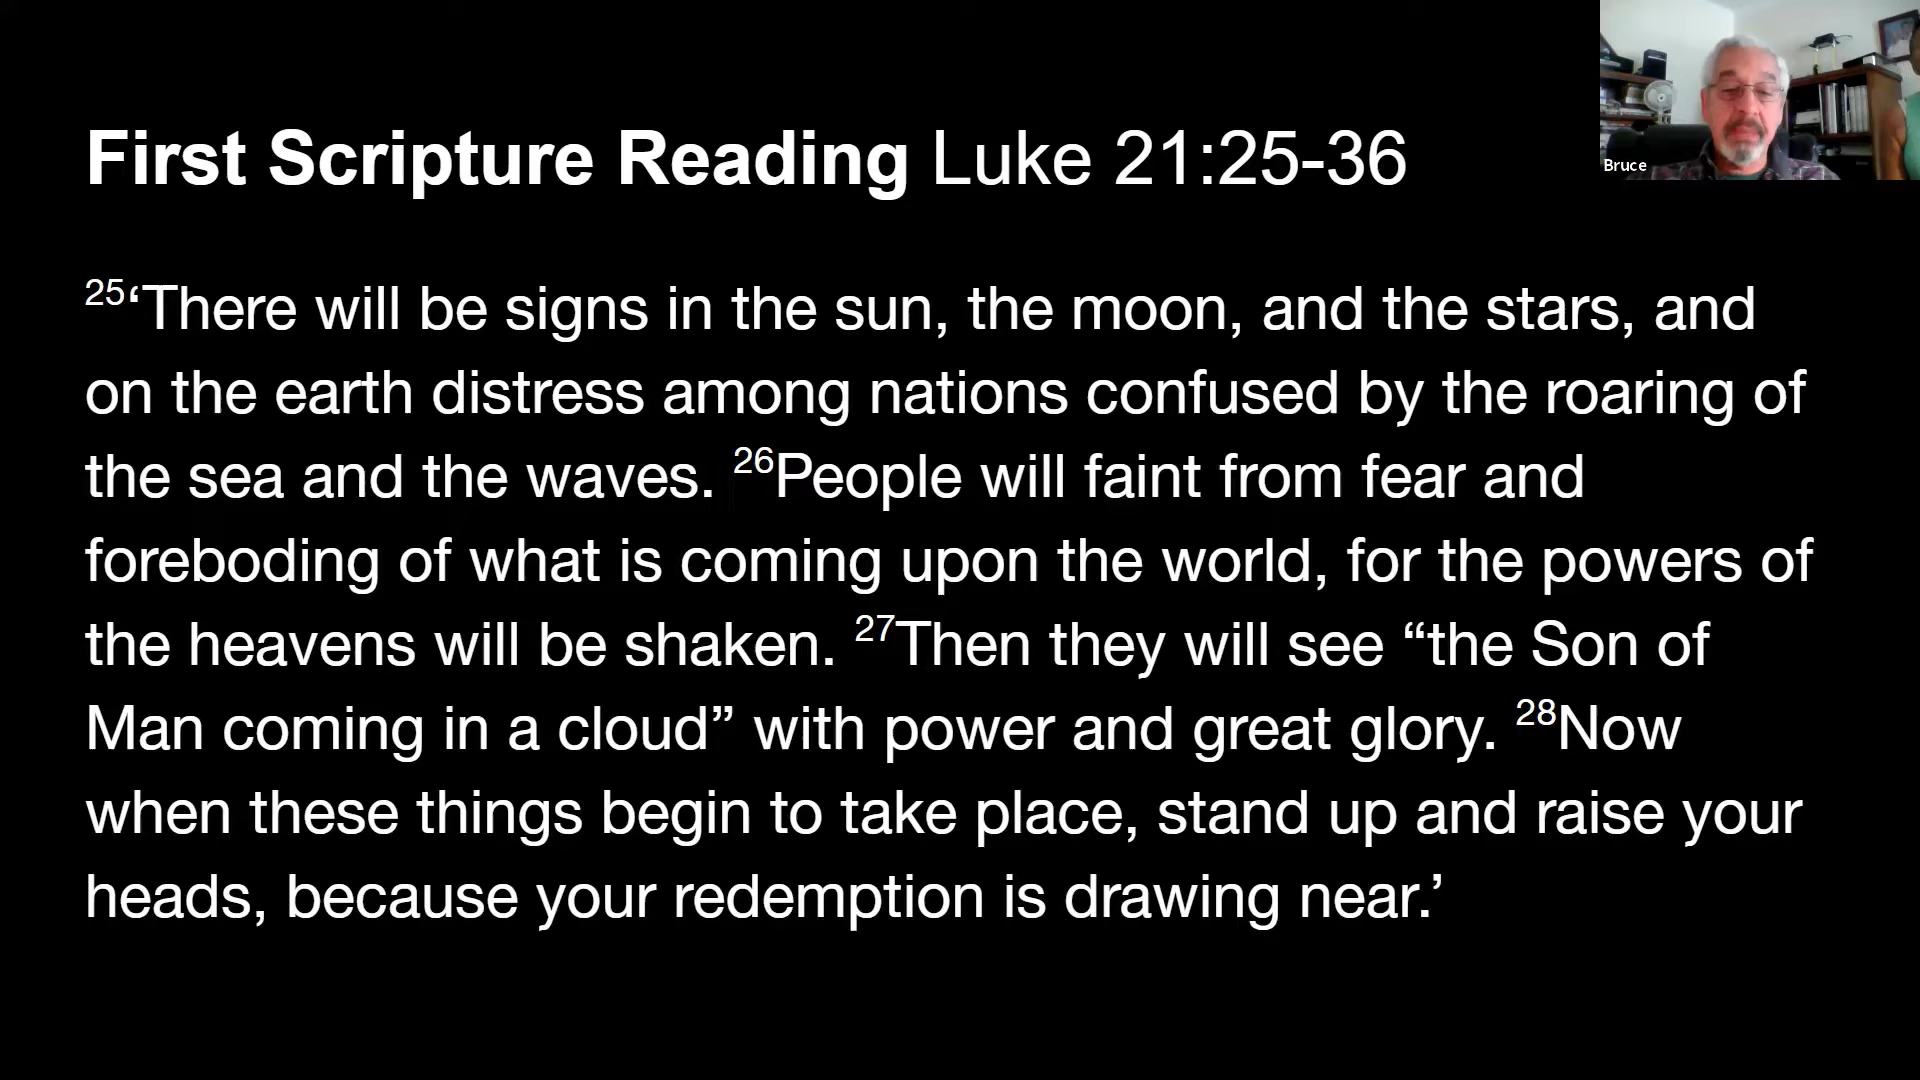 First Scripture Reading Luke 21:25-36
Bruce
25‘There will be signs in the sun, the moon, and the stars, and
on the earth distress among nations confused by the roaring of
the sea and the waves. 26People will faint from fear and
foreboding of what is coming upon the world, for the powers of
the heavens will be shaken. 27Then they will see “the Son of
Man coming in a cloud” with power and great glory. 28Now
when these things begin to take place, stand up and raise your
heads, because your redemption is drawing near.’